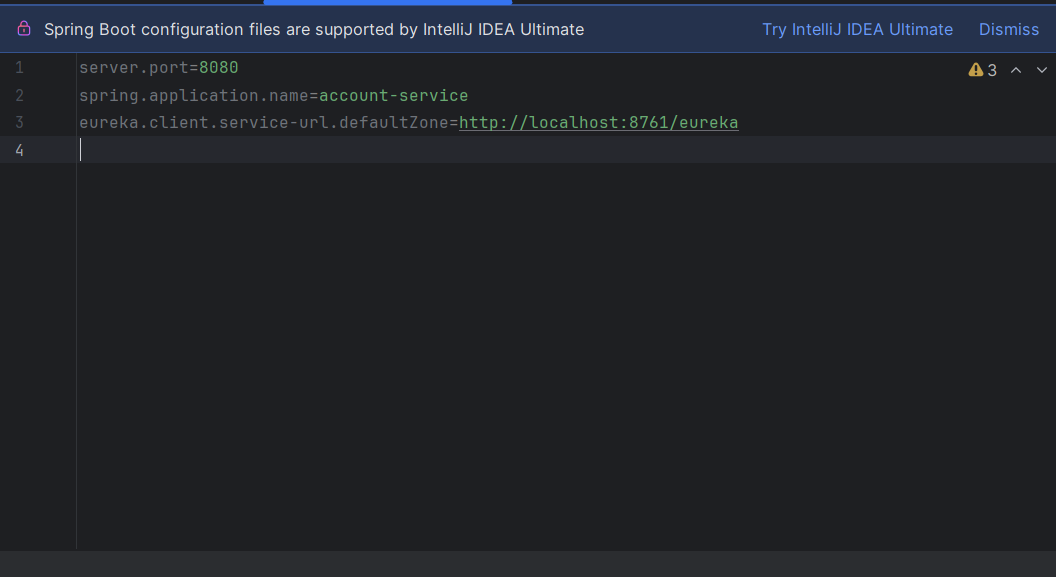 Spring Boot configuration files are supported by IntelliJ IDEA Ultimate Try IntelliJ IDEA Ultimate Dismiss
1 server.port=8080 3
2 spring.application.name=account-service
3 eureka.client.service-url.defaultZone=http://localhost:8761/eureka
4